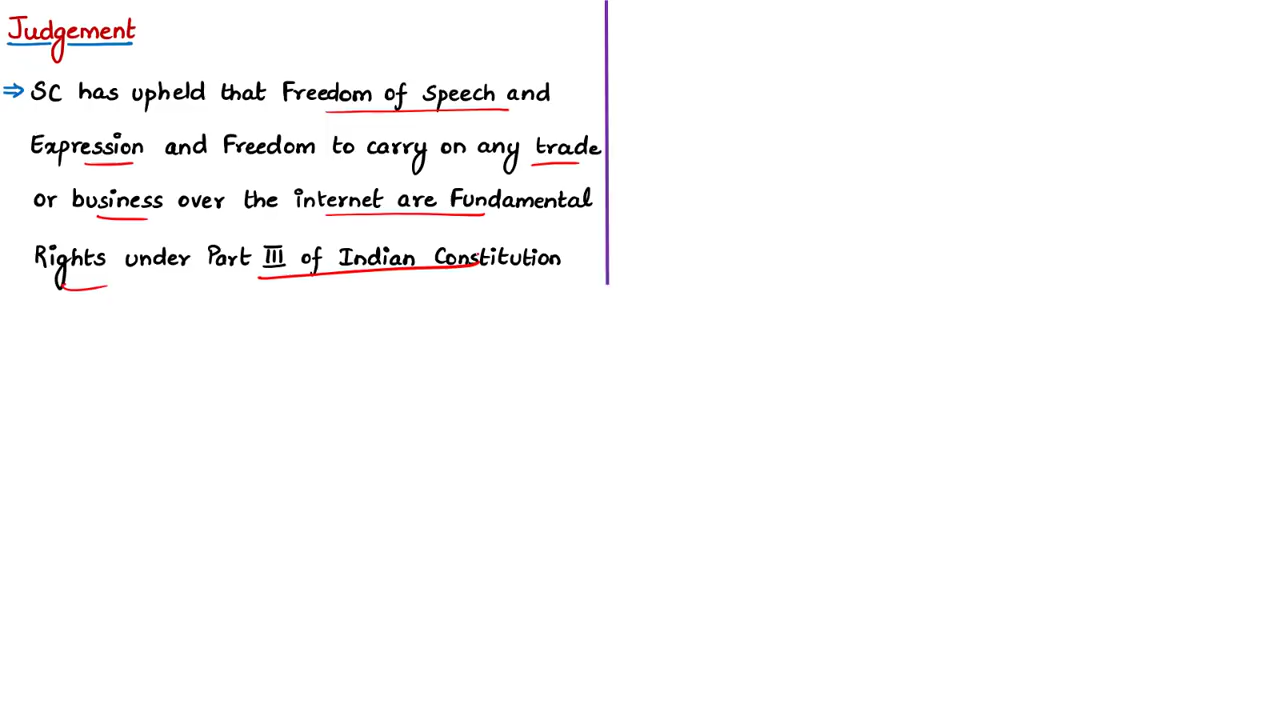 Judgement
⇒ SC has upheld that Freedom of Speech and
Expression and Freedom to carry on any trade
or business over the internet are Fundamental
Rights under Part III of Indian Constitution